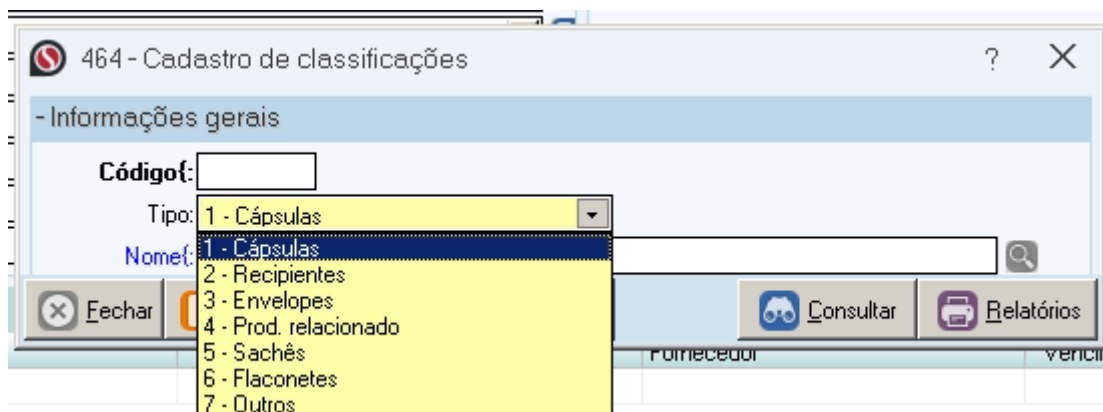 464 - Cadastro de classificações ?
- Informações gerais
Código{:
Tipo: 1 - Cápsulas
Nome{:
1 - Cápsulas
2 - Recipientes
3 - Envelopes
4 - Prod. relacionado
5 - Sachês
6 - Flaconetes
7 - Outros
Fechar
Consultar
Relatórios
Fornecedor